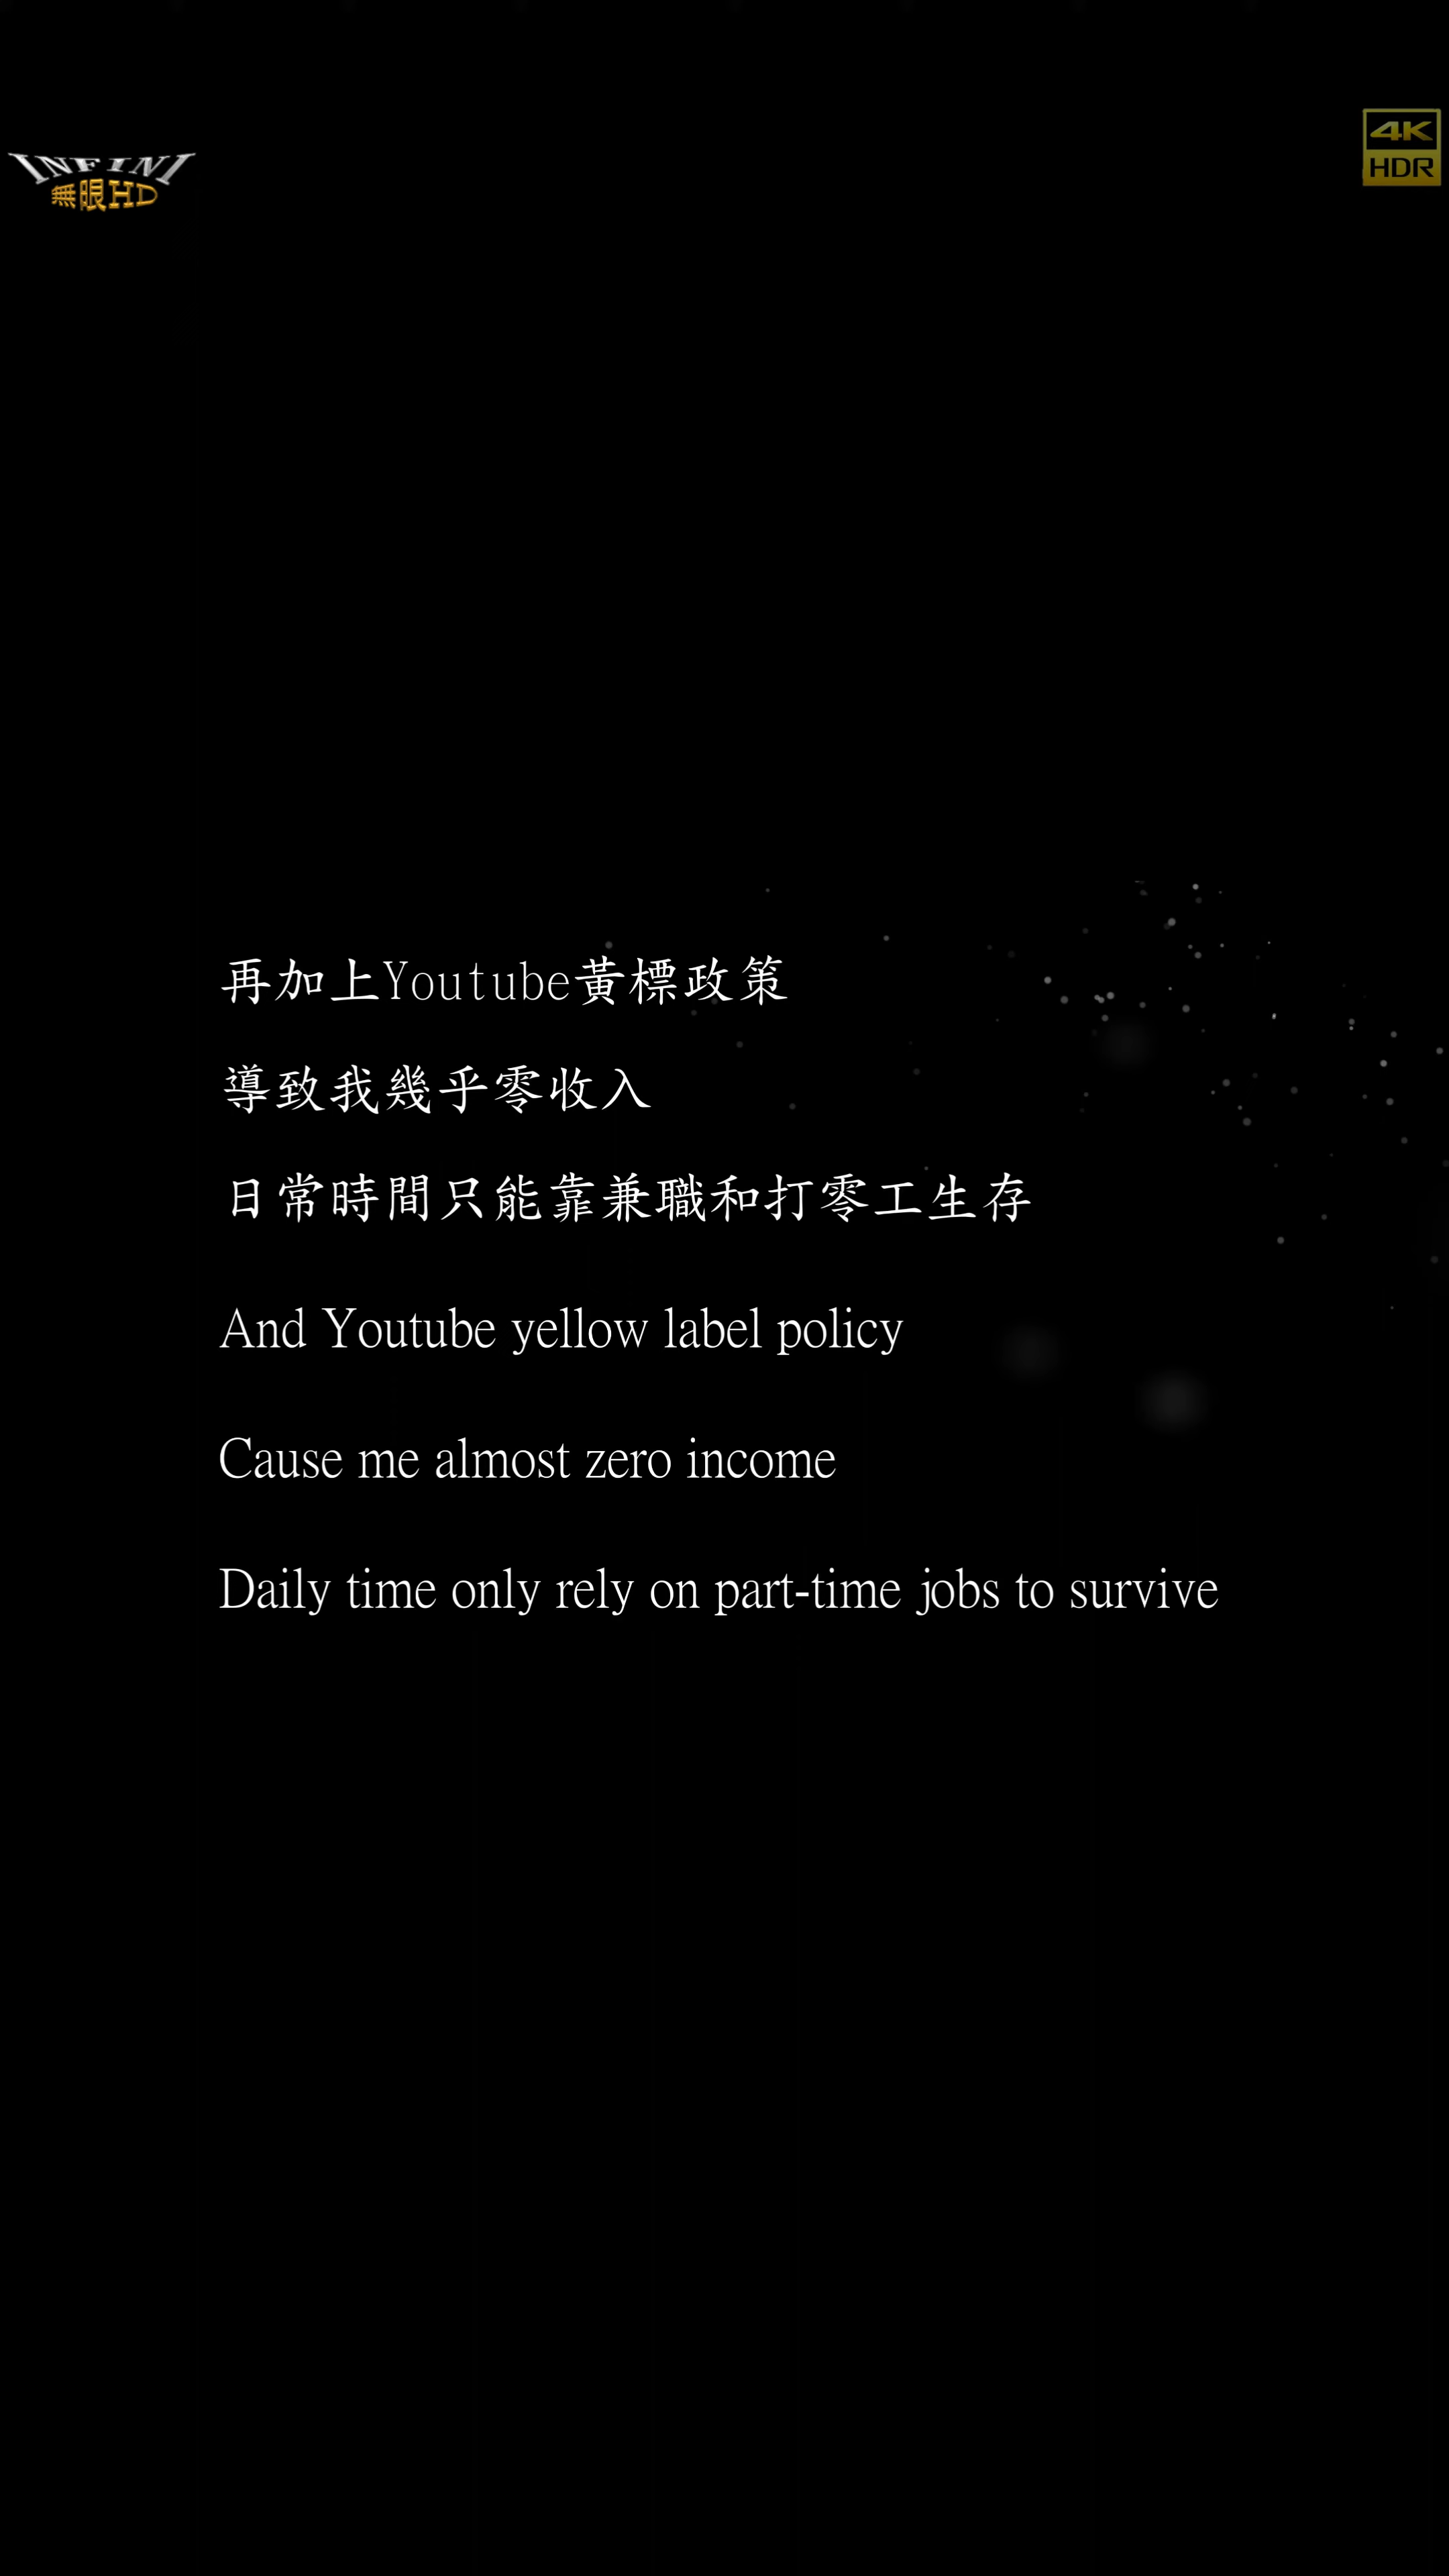 INFINI
無限HD
4K
HDR
再加上Youtube黃標政策
導致我幾乎零收入
日常時間只能靠兼職和打零工生存
And Youtube yellow label policy
Cause me almost zero income
Daily time only rely on part-time jobs to survive